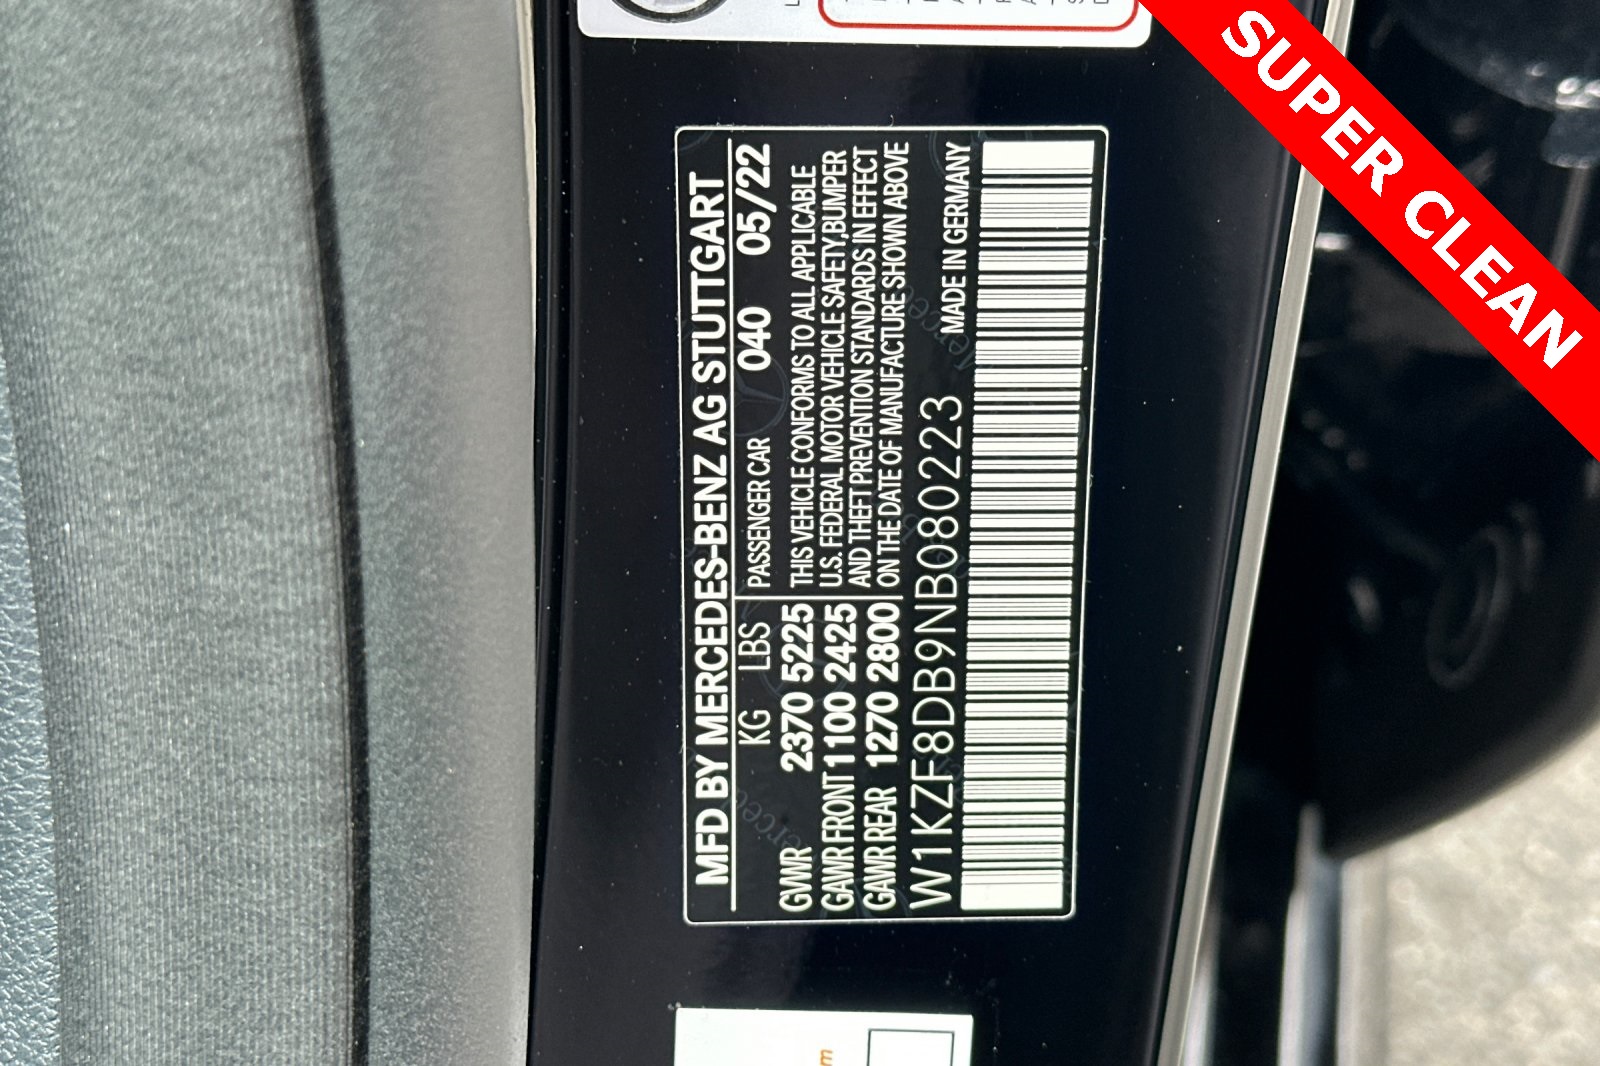 SUPER CLEAN
MFD BY MERCEDES-BENZ AG STUTTGART
KG LBS PASSENGER CAR 040 05/22
GVWR 2370 5225 THIS VEHICLE CONFORMS TO ALL APPLICABLE
GAWR FRONT 1100 2425 U.S. FEDERAL MOTOR VEHICLE SAFETY, BUMPER
AND THEFT PREVENTION STANDARDS IN EFFECT
GAWR REAR 1270 2800 ON THE DATE OF MANUFACTURE SHOWN ABOVE
W1KZF8DB9NB080223 MADE IN GERMANY